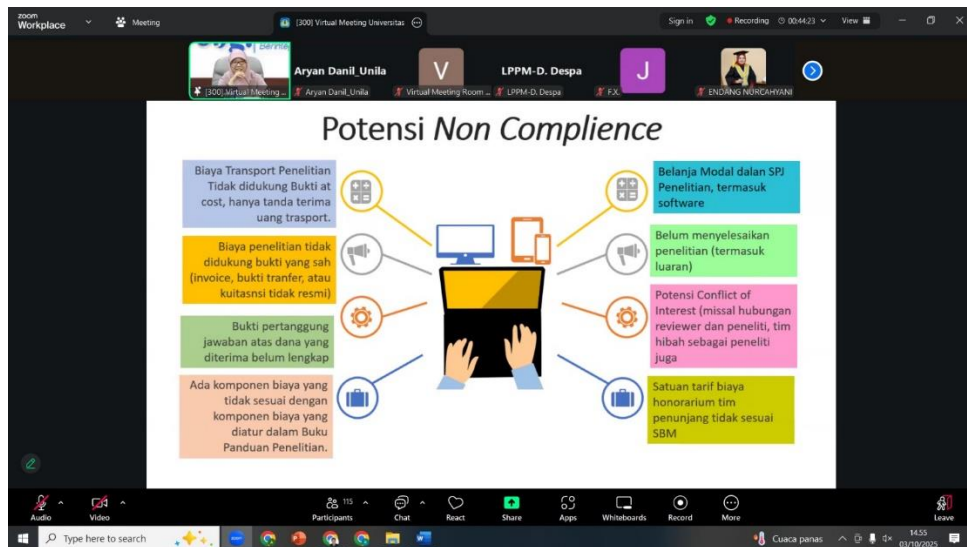 zoom
Workplace
Meeting
[300] Virtual Meeting Universitas
Sign in
Recording
00:44:23
View
Aryan Danil_Unila
V
LPPM-D. Despa
J
[300] Virtual Meeting ...
Aryan Danil_Unila
Virtual Meeting Room ...
LPPM-D. Despa
F.X.
ENDANG NURCAHYANI
Potensi Non Complience
Biaya Transport Penelitian
Tidak didukung Bukti at
cost, hanya tanda terima
uang trasport.
Biaya penelitian tidak
didukung bukti yang sah
(invoice, bukti tranfer, atau
kuitasnsi tidak resmi)
Bukti pertanggung
jawaban atas dana yang
diterima belum lengkap
Ada komponen biaya yang
tidak sesuai dengan
komponen biaya yang
diatur dalam Buku
Panduan Penelitian.
Belanja Modal dalan SPJ
Penelitian, termasuk
software
Belum menyelesaikan
penelitian (termasuk
luaran)
Potensi Conflict of
Interest (missal hubungan
reviewer dan peneliti, tim
hibah sebagai peneliti
juga
Satuan tarif biaya
honorarium tim
penunjang tidak sesuai
SBM
Audio
Video
Participants
115
Chat
React
Share
Apps
Whiteboards
Record
More
Leave
Type here to search
Cuaca panas
14.55
03/10/2025